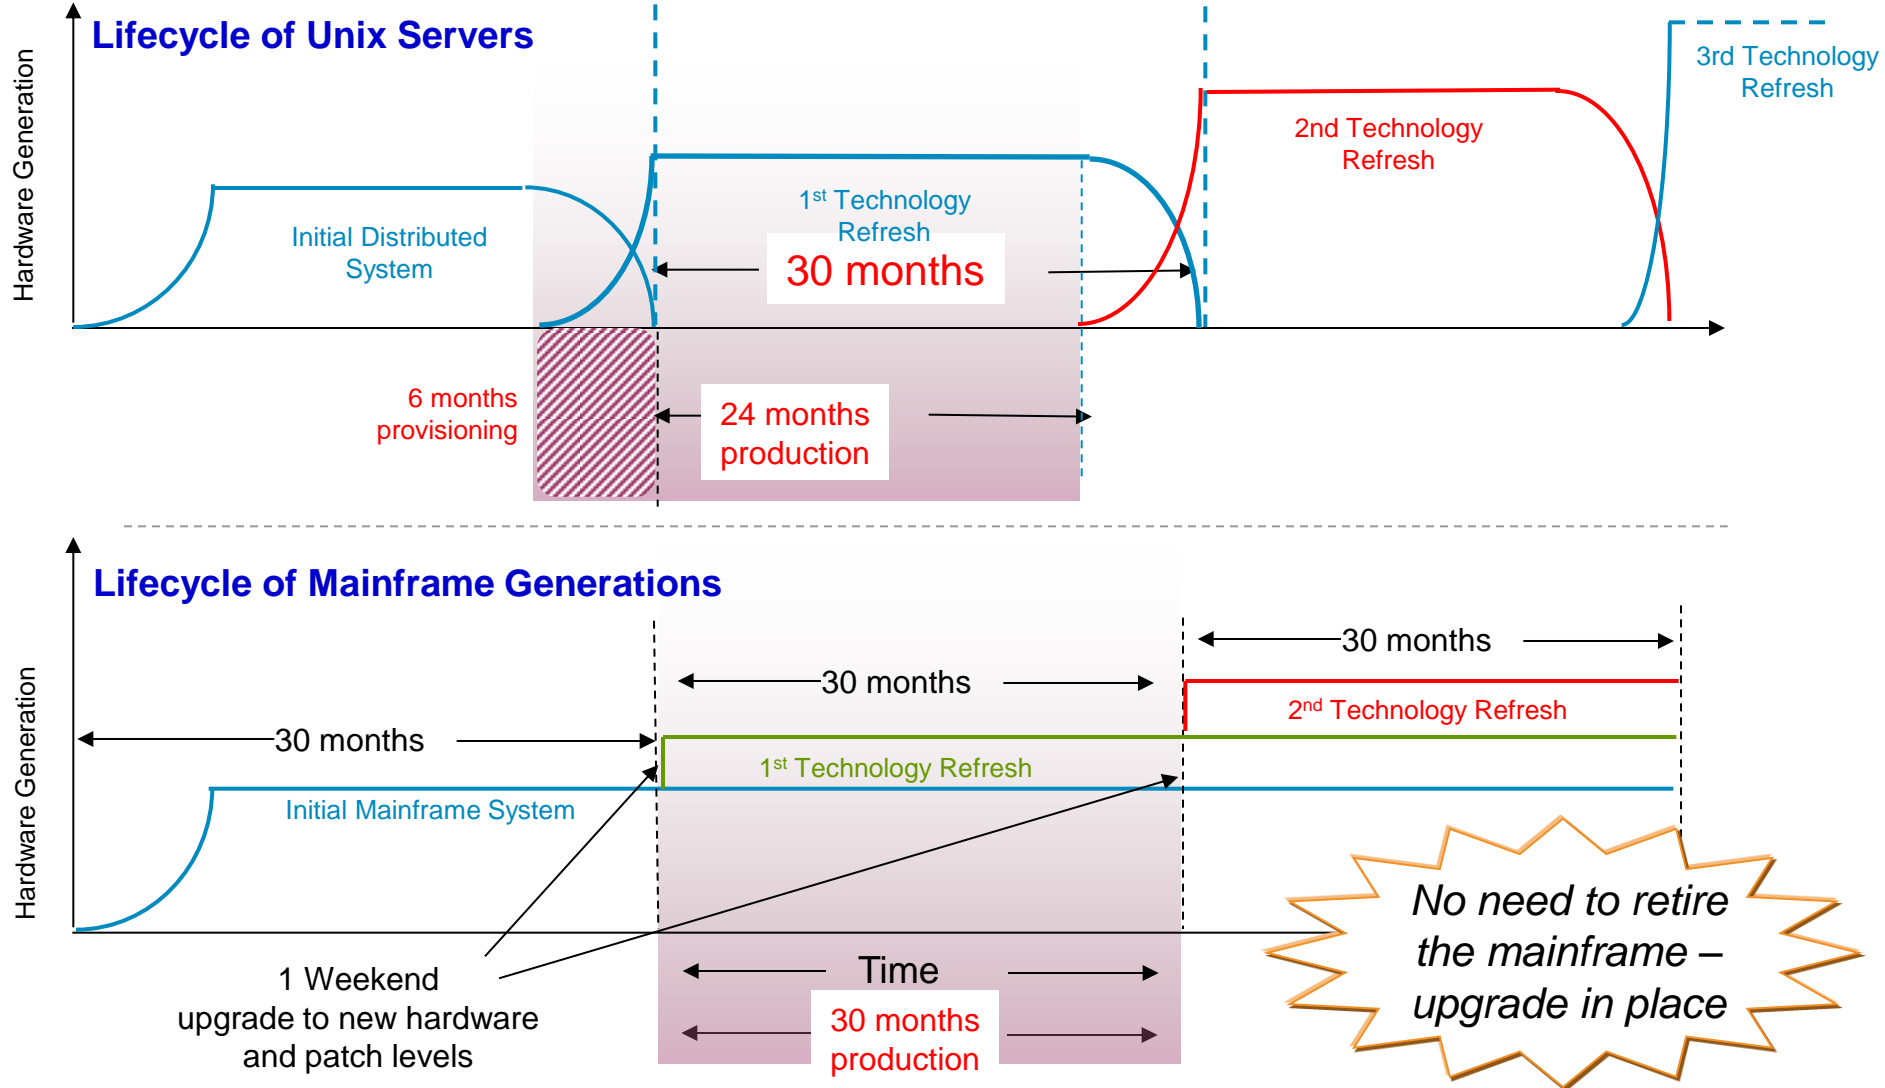 Lifecycle of Unix Servers
Hardware Generation
3rd Technology
Refresh
2nd Technology
Refresh
1st Technology
Refresh
Initial Distributed
System
30 months
6 months
provisioning
24 months
production
Lifecycle of Mainframe Generations
Hardware Generation
30 months
30 months
30 months
2nd Technology Refresh
1st Technology Refresh
Initial Mainframe System
No need to retire
the mainframe –
upgrade in place
1 Weekend
upgrade to new hardware
and patch levels
Time
30 months
production